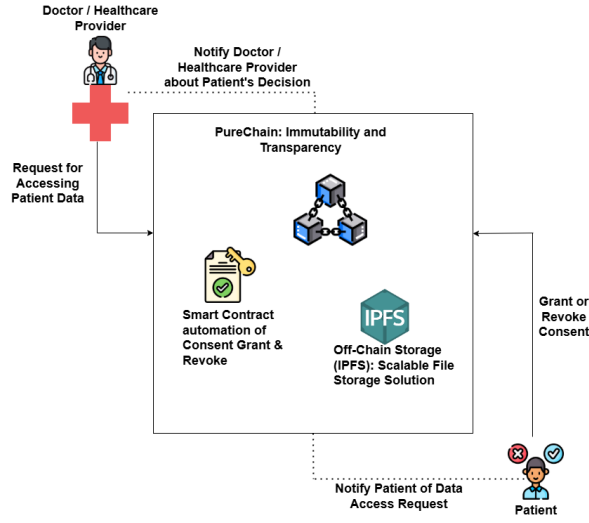 Doctor / Healthcare
Provider
Notify Doctor /
Healthcare Provider
about Patient's Decision
PureChain: Immutability and
Transparency
Request for
Accessing
Patient Data
Smart Contract
automation of
Consent Grant &
Revoke
IPFS
Off-Chain Storage
(IPFS): Scalable File
Storage Solution
Grant or
Revoke
Consent
Notify Patient of Data
Access Request
Patient